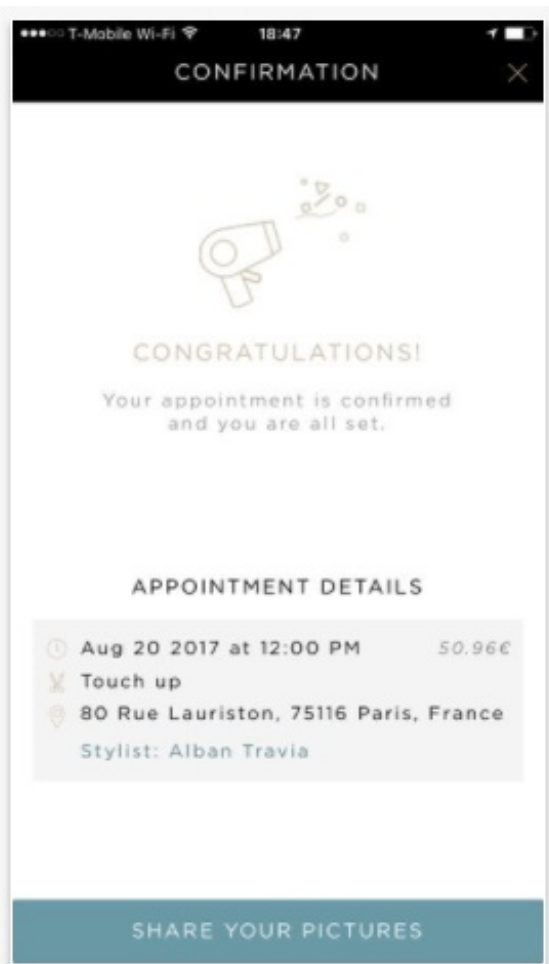 T-Mobile Wi-Fi 18:47
CONFIRMATION
CONGRATULATIONS!
Your appointment is confirmed
and you are all set.
APPOINTMENT DETAILS
Aug 20 2017 at 12:00 PM 50.96€
Touch up
80 Rue Lauriston, 75116 Paris, France
Stylist: Alban Travia
SHARE YOUR PICTURES